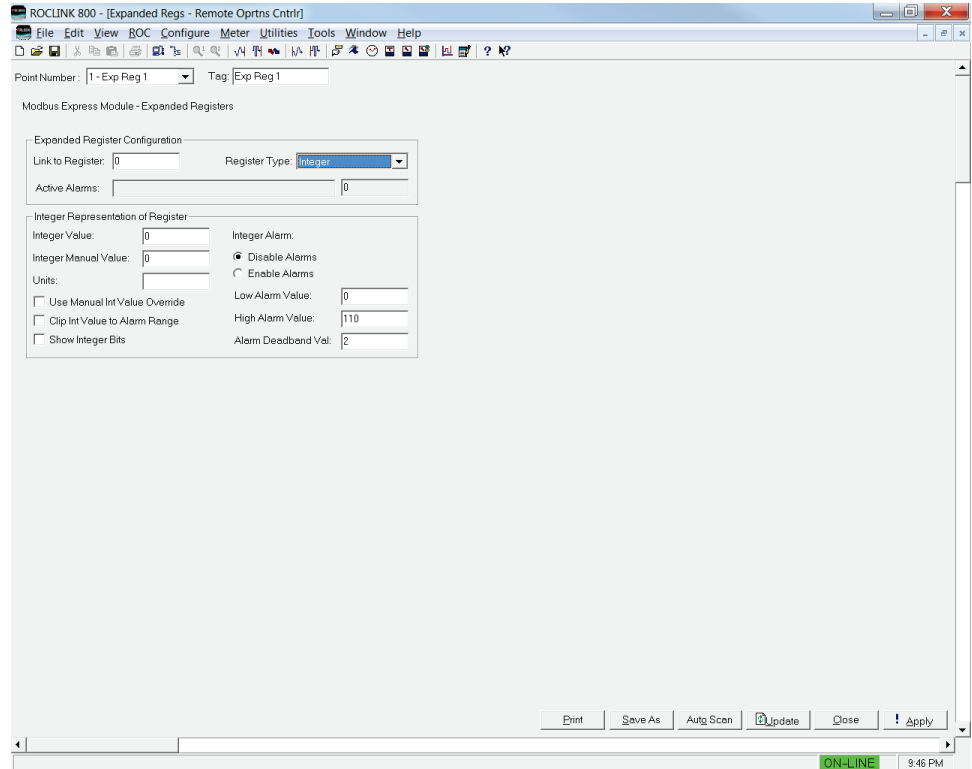 ROCLINK 800 - [Expanded Regs - Remote Oprtns Cntrlr]
File Edit View ROC Configure Meter Utilities Tools Window Help
Point Number : 1 - Exp Reg 1 Tag: Exp Reg 1
Modbus Express Module - Expanded Registers
Expanded Register Configuration
Link to Register: 0 Register Type: Integer
Active Alarms: 0
Integer Representation of Register
Integer Value: 0 Integer Alarm:
Integer Manual Value: 0 Disable Alarms
Enable Alarms
Units:
Use Manual Int Value Override Low Alarm Value: 0
Clip Int Value to Alarm Range High Alarm Value: 110
Show Integer Bits Alarm Deadband Val: 2
Print Save As Auto Scan Update Close ! Apply
ON-LINE 9:46 PM